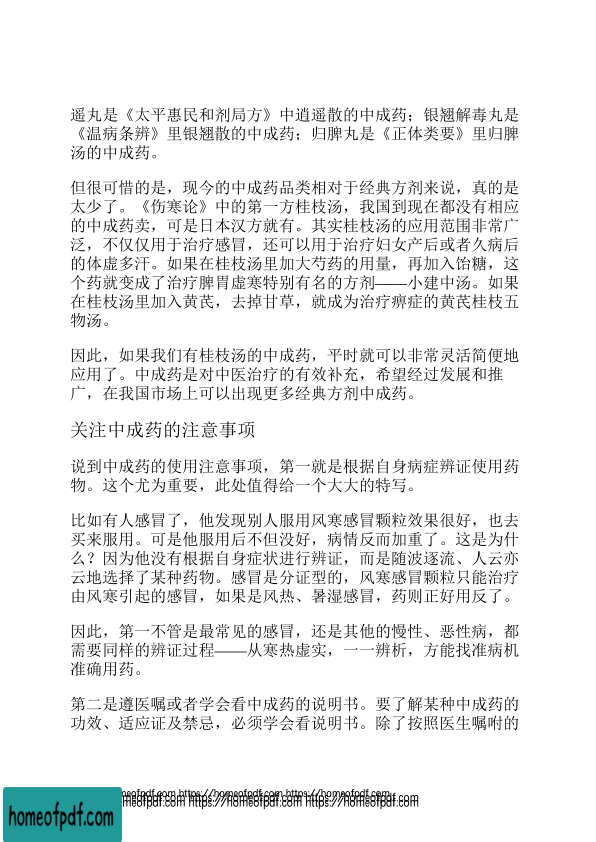 遥丸是《太平惠民和剂局方》中逍遥散的中成药；银翘解毒丸是
《温病条辨》里银翘散的中成药；归脾丸是《正体类要》里归脾
汤的中成药。
但很可惜的是，现今的中成药品类相对于经典方剂来说，真的是
太少了。《伤寒论》中的第一方桂枝汤，我国到现在都没有相应
的中成药卖，可是日本汉方就有。其实桂枝汤的应用范围非常广
泛，不仅仅用于治疗感冒，还可以用于治疗妇女产后或者久病后
的体虚多汗。如果在桂枝汤里加大芍药的用量，再加入饴糖，这
个药就变成了治疗脾胃虚寒特别有名的方剂——小建中汤。如果
在桂枝汤里加入黄芪，去掉甘草，就成为治疗痹症的黄芪桂枝五
物汤。
因此，如果我们有桂枝汤的中成药，平时就可以非常灵活简便地
应用了。中成药是对中医治疗的有效补充，希望经过发展和推
广，在我国市场上可以出现更多经典方剂中成药。
关注中成药的注意事项
说到中成药的使用注意事项，第一就是根据自身病症辨证使用药
物。这个尤为重要，此处值得给一个大大的特写。
比如有人感冒了，他发现别人服用风寒感冒颗粒效果很好，也去
买来服用。可是他服用后不但没好，病情反而加重了。这是为什
么？因为他没有根据自身症状进行辨证，而是随波逐流、人云亦
云地选择了某种药物。感冒是分证型的，风寒感冒颗粒只能治疗
由风寒引起的感冒，如果是风热、暑湿感冒，药则正好用反了。
因此，第一不管是最常见的感冒，还是其他的慢性、恶性病，都
需要同样的辨证过程——从寒热虚实，一一辨析，方能找准病机
准确用药。
第二是遵医嘱或者学会看中成药的说明书。要了解某种中成药的
功效、适应证及禁忌，必须学会看说明书。除了按照医生嘱咐的
homeofpdf.com https://homeofpdf.com https://homeofpdf.com
homeofpdf.com https://homeofpdf.com https://homeofpdf.com
homeofpdf.com